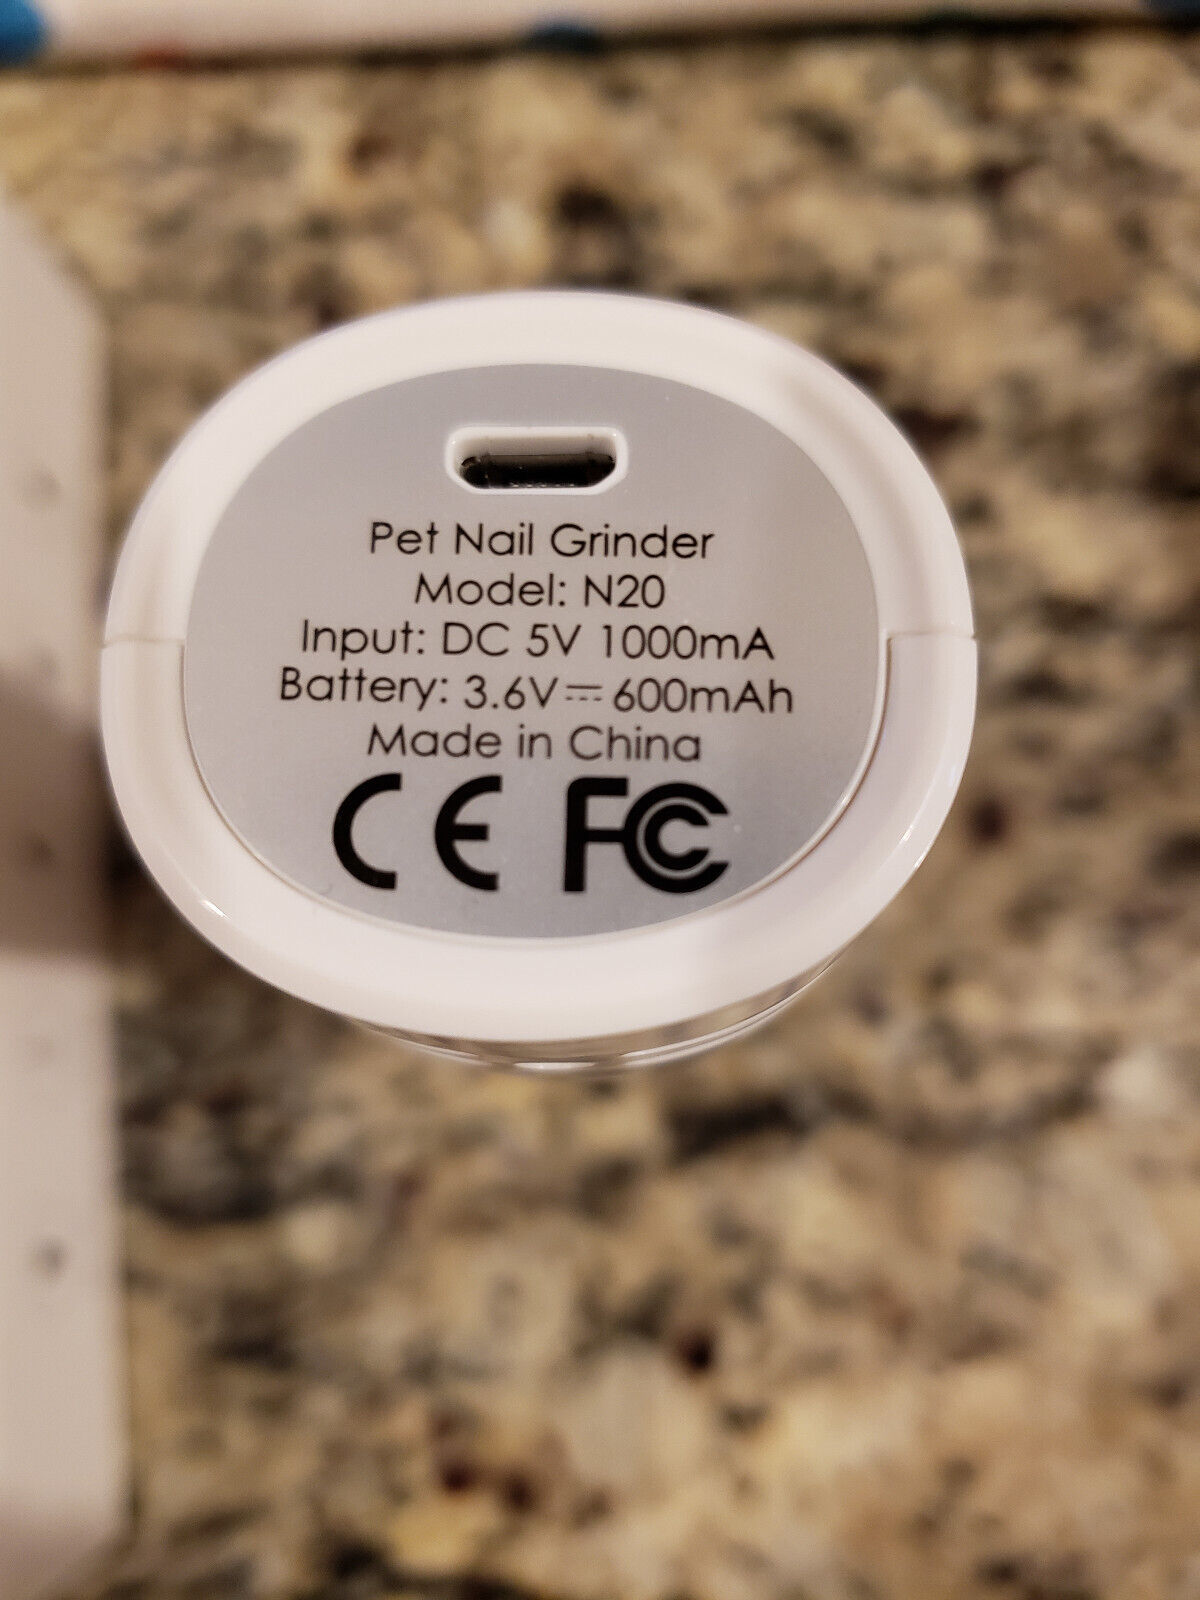 Pet Nail Grinder
Model: N20
Input: DC 5V 1000mA
Battery: 3.6V⎓600mAh
Made in China
CE FC